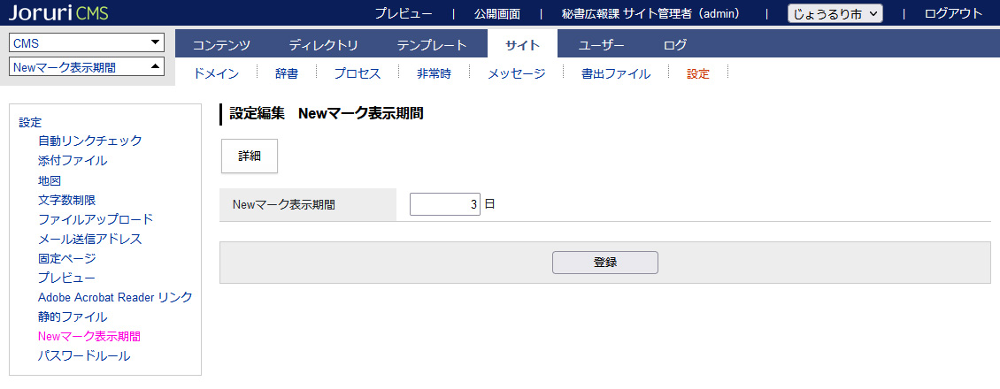 Joruri CMS プレビュー | 公開画面 | 秘書広報課 サイト管理者（admin） | じょうるり市 | ログアウト
CMS
Newマーク表示期間
コンテンツ ディレクトリ テンプレート サイト ユーザー ログ
ドメイン 辞書 プロセス 非常時 メッセージ 書出ファイル 設定
設定
自動リンクチェック
添付ファイル
地図
文字数制限
ファイルアップロード
メール送信アドレス
固定ページ
プレビュー
Adobe Acrobat Reader リンク
静的ファイル
Newマーク表示期間
パスワードルール
設定編集　Newマーク表示期間
詳細
Newマーク表示期間 3 日
登録